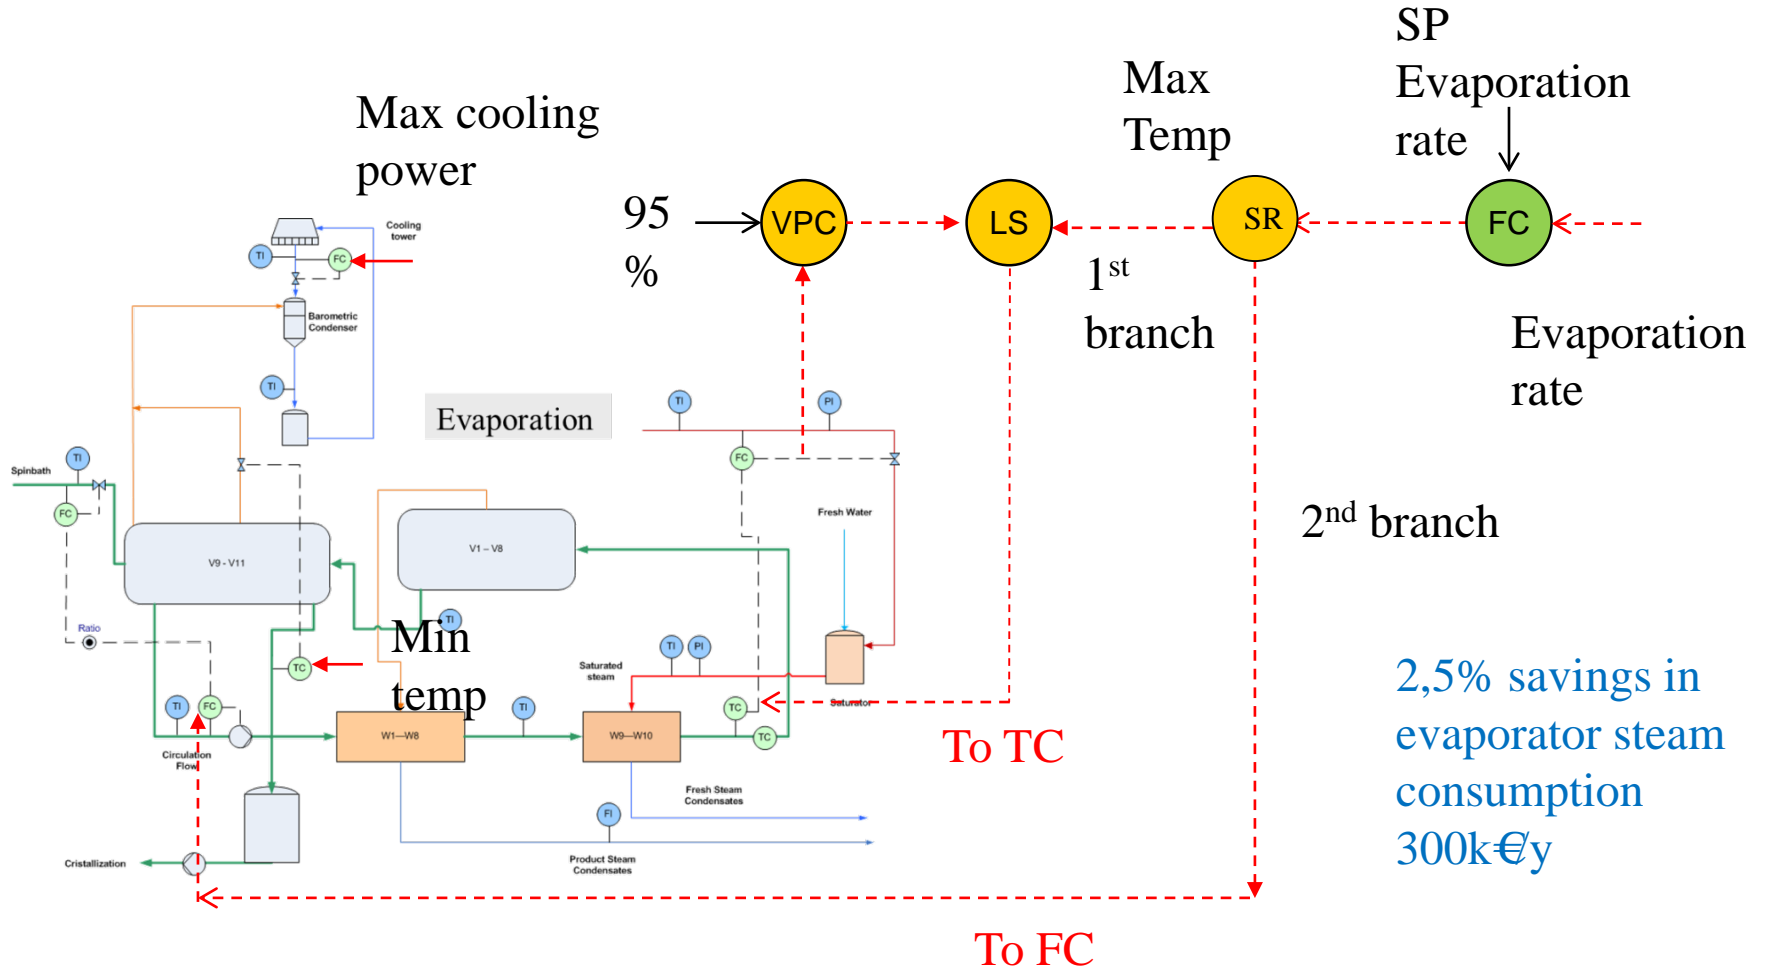 SP
Evaporation
rate
Max
Temp
Max cooling
power
95
%
VPC
LS
SR
FC
1st
branch
Evaporation
rate
Cooling
tower
TI
FC
Barometric
Condenser
TI
Evaporation
TI
PI
FC
Spinbath
TI
FC
Fresh Water
2nd branch
V9 - V11
V1 – V8
TI
Ratio
Min
temp
TC
TI
PI
Saturated
steam
Saturator
TI
FC
TI
TC
TC
W1—W8
W9—W10
Circulation
Flow
To TC
2,5% savings in
evaporator steam
consumption
300k€/y
Fresh Steam
Condensates
FI
Cristallization
Product Steam
Condensates
To FC